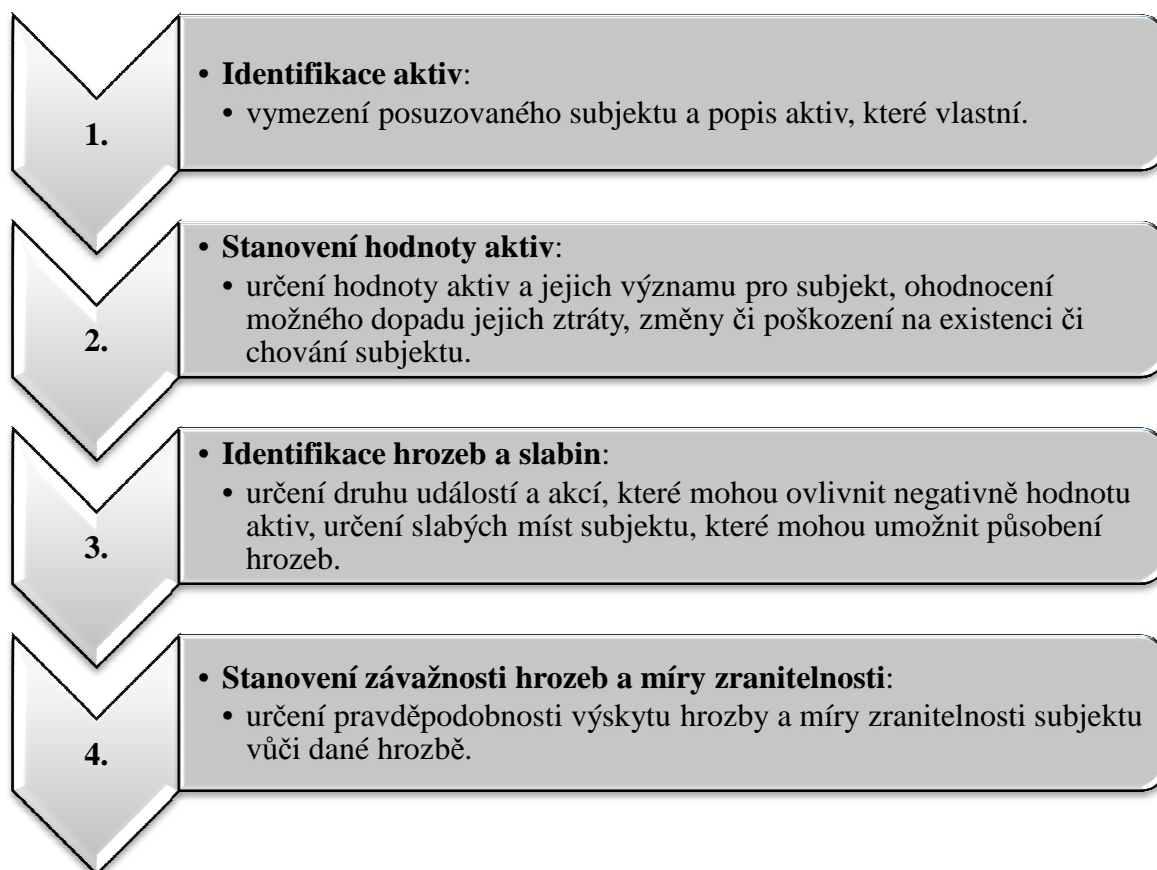 1.
• Identifikace aktiv:
• vymezení posuzovaného subjektu a popis aktiv, které vlastní.
2.
• Stanovení hodnoty aktiv:
• určení hodnoty aktiv a jejich významu pro subjekt, ohodnocení
možného dopadu jejich ztráty, změny či poškození na existenci či
chování subjektu.
3.
• Identifikace hrozeb a slabin:
• určení druhu událostí a akcí, které mohou ovlivnit negativně hodnotu
aktiv, určení slabých míst subjektu, které mohou umožnit působení
hrozeb.
4.
• Stanovení závažnosti hrozeb a míry zranitelnosti:
• určení pravděpodobnosti výskytu hrozby a míry zranitelnosti subjektu
vůči dané hrozbě.